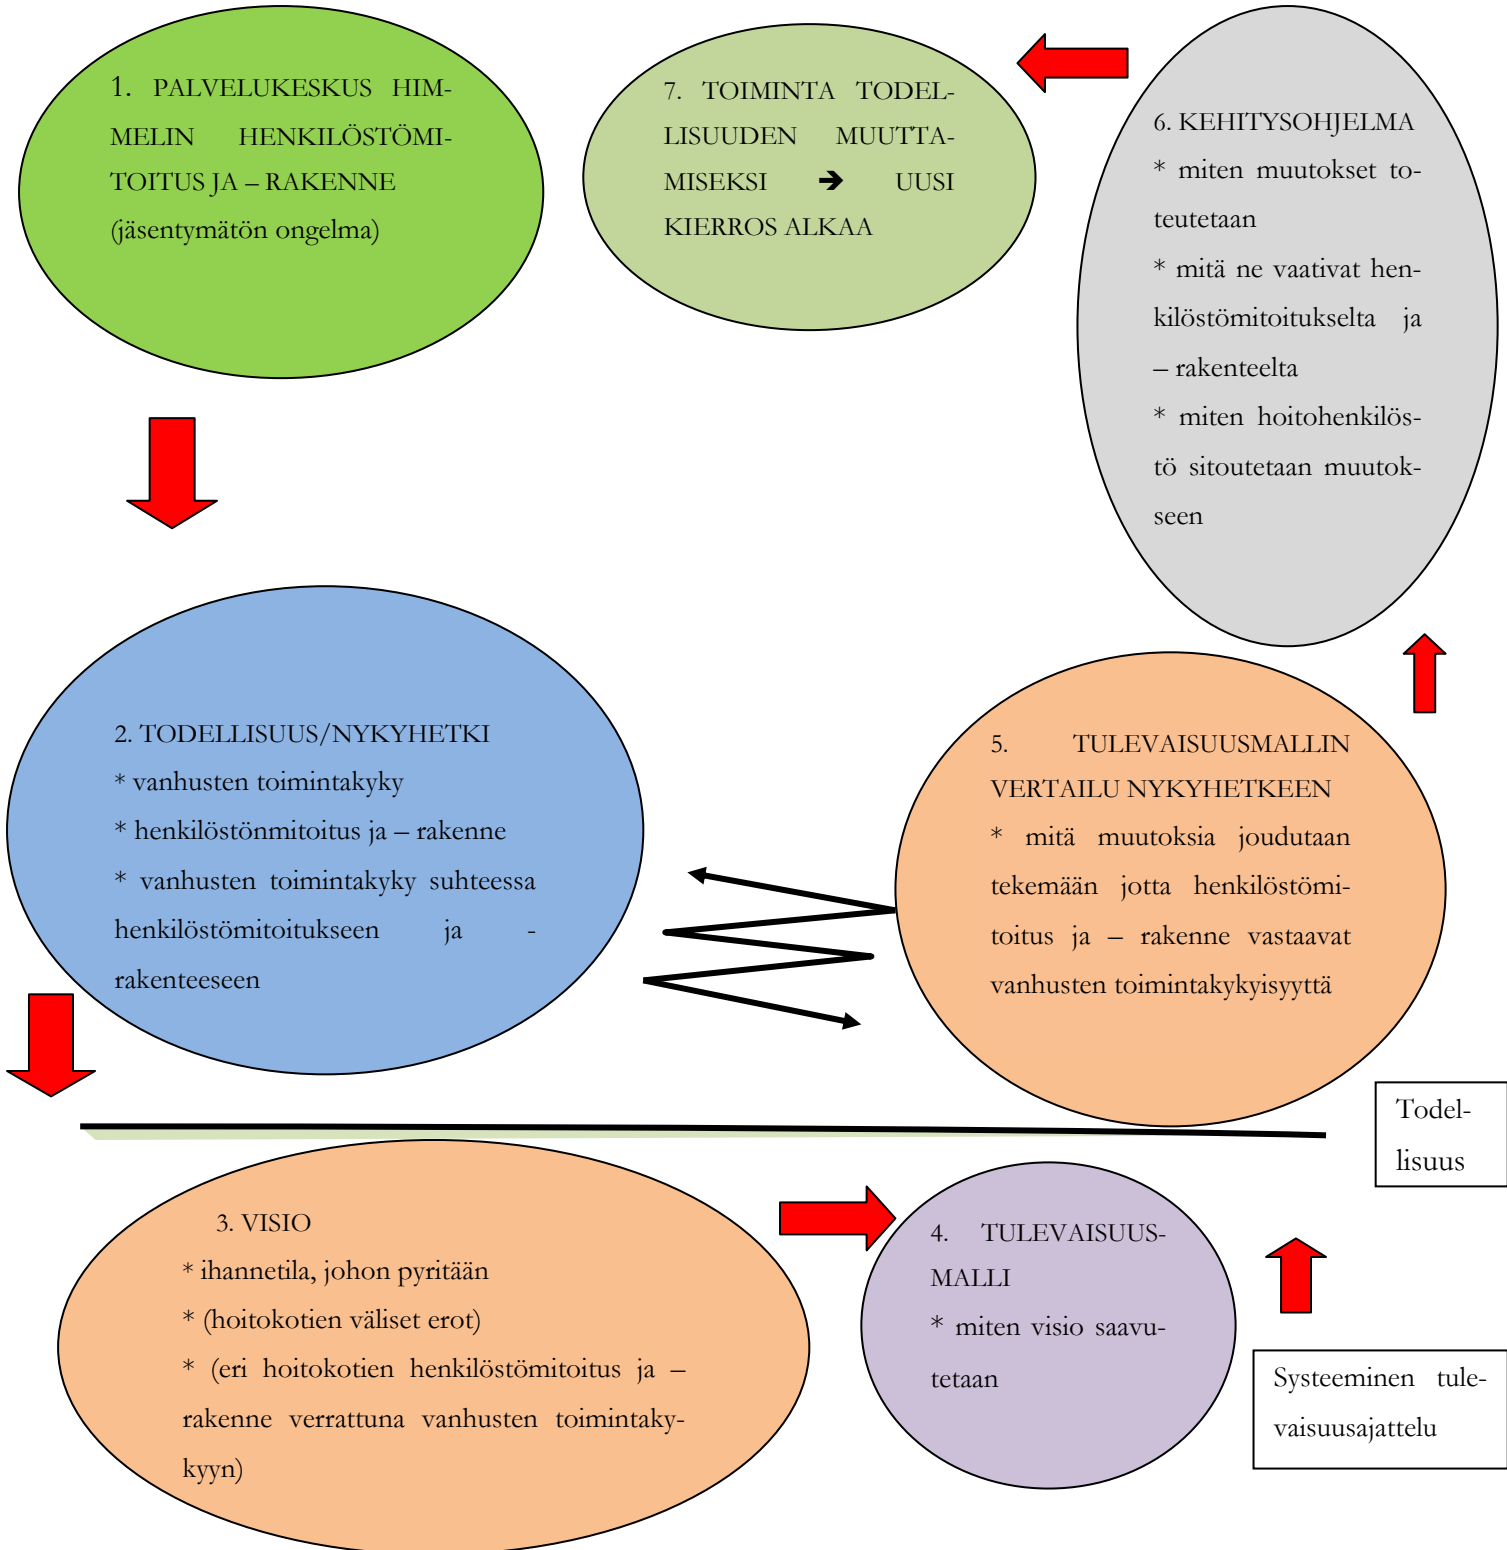 1. PALVELUKESKUS HIM-
MELIN HENKILÖSTÖMI-
TOITUS JA – RAKENNE
(jäsentymätön ongelma)
7. TOIMINTA TODEL-
LISUUDEN MUUTTA-
MISEKSI ➔ UUSI
KIERROS ALKAA
6. KEHITYSOHJELMA
* miten muutokset to-
teutetaan
* mitä ne vaativat hen-
kilöstömitoitukselta ja
– rakenteelta
* miten hoitohenkilös-
tö sitoutetaan muutok-
seen
2. TODELLISUUS/NYKYHETKI
* vanhusten toimintakyky
* henkilöstönmitoitus ja – rakenne
* vanhusten toimintakyky suhteessa
henkilöstömitoitukseen ja -
rakenteeseen
5. TULEVAISUUSMALLIN
VERTAILU NYKYHETKEEN
* mitä muutoksia joudutaan
tekemään jotta henkilöstömi-
toitus ja – rakenne vastaavat
vanhusten toimintakykyisyyttä
Todel-
lisuus
3. VISIO
* ihannetila, johon pyritään
* (hoitokotien väliset erot)
* (eri hoitokotien henkilöstömitoitus ja –
rakenne verrattuna vanhusten toimintaky-
kyyn)
4. TULEVAISUUS-
MALLI
* miten visio saavu-
tetaan
Systeeminen tule-
vaisuusajattelu